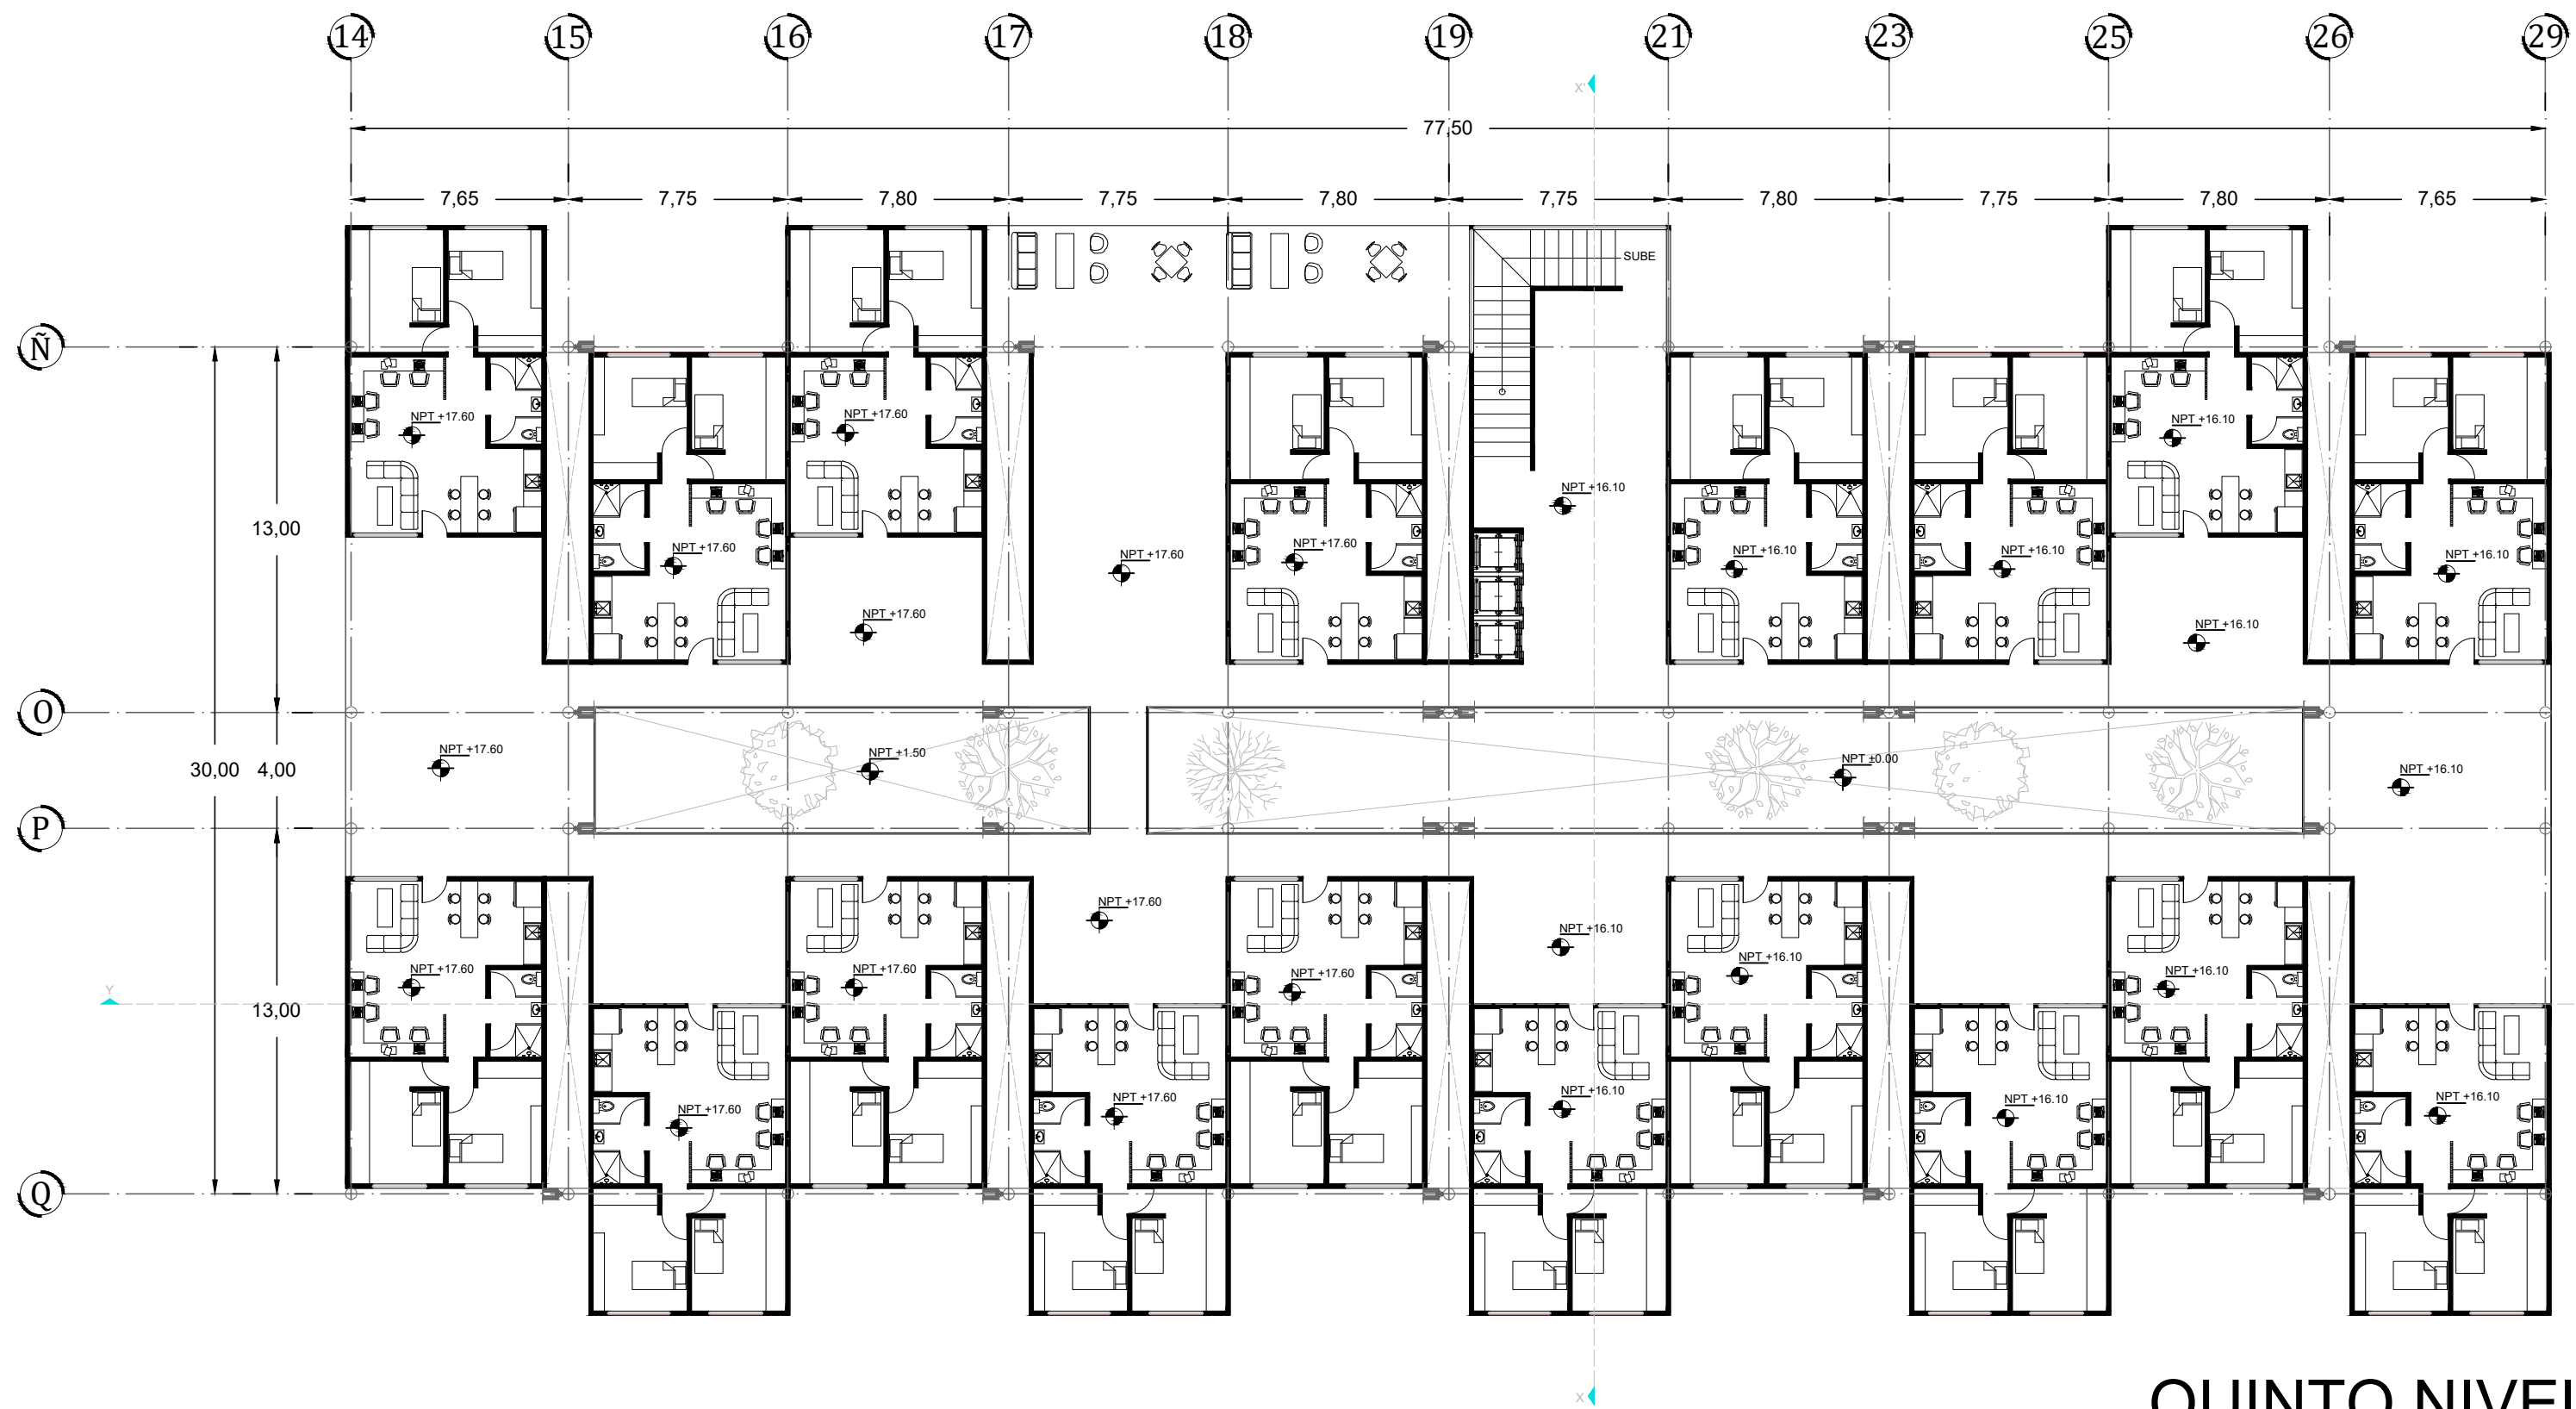 14 15 16 17 18 19 21 23 25 26 29
X'
77,50
7,65 7,75 7,80 7,75 7,80 7,75 7,80 7,75 7,80 7,65
SUBE
Ñ
NPT +17.60
NPT +17.60
NPT +16.10
NPT +16.10
13,00
NPT +17.60
NPT +17.60
NPT +17.60
NPT +16.10
NPT +16.10
NPT +16.10
NPT +17.60
NPT +16.10
O
NPT +17.60
NPT +1.50
NPT ±0.00
NPT +16.10
30,00
4,00
P
NPT +17.60
NPT +16.10
NPT +17.60
NPT +17.60
NPT +17.60
NPT +16.10
NPT +16.10
Y
13,00
NPT +17.60
NPT +17.60
NPT +16.10
NPT +16.10
NPT +16.10
Q
X
QUINTO NIVEL